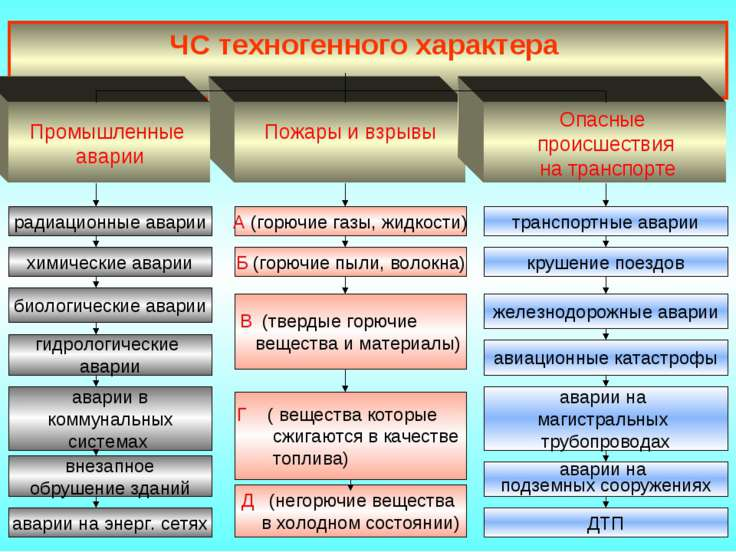 ЧС техногенного характера
Промышленные
аварии
радиационные аварии
химические аварии
биологические аварии
гидрологические
аварии
аварии в
коммунальных
системах
внезапное
обрушение зданий
аварии на энерг. сетях
Пожары и взрывы
А (горючие газы, жидкости)
Б (горючие пыли, волокна)
В (твердые горючие
вещества и материалы)
Г ( вещества которые
сжигаются в качестве
топлива)
Д (негорючие вещества
в холодном состоянии)
Опасные
происшествия
на транспорте
транспортные аварии
крушение поездов
железнодорожные аварии
авиационные катастрофы
аварии на
магистральных
трубопроводах
аварии на
подземных сооружениях
ДТП